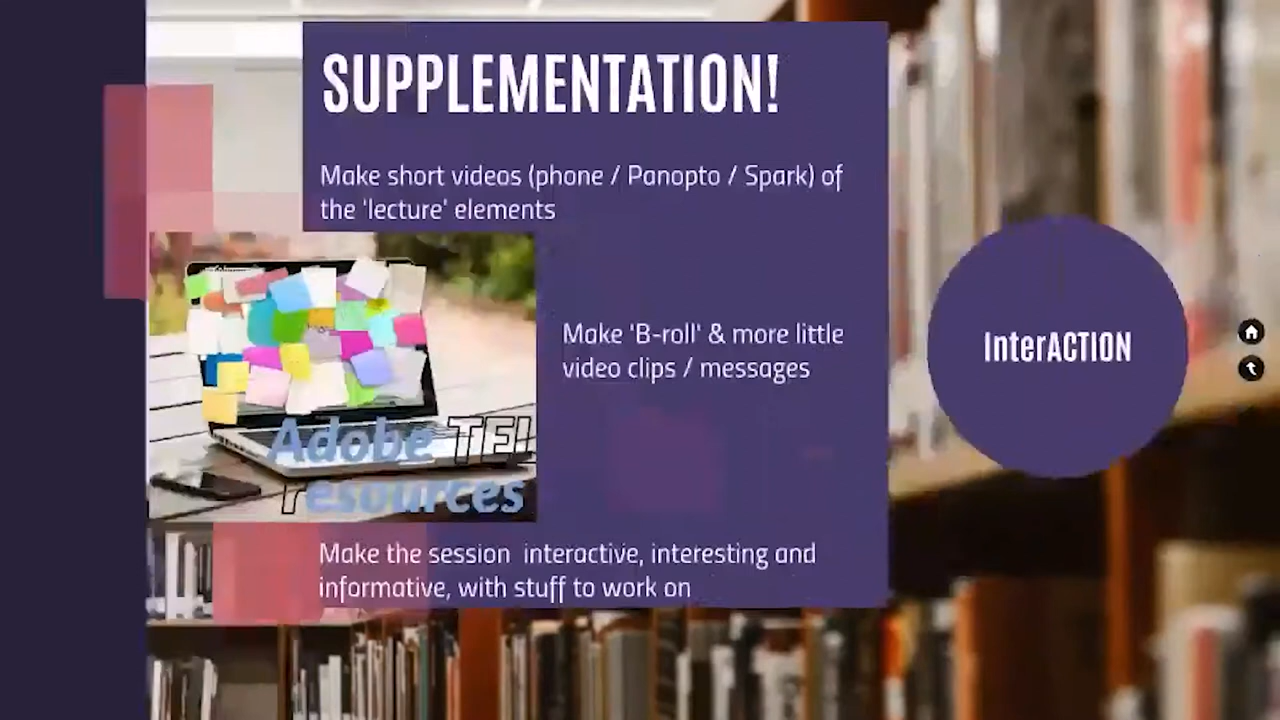 SUPPLEMENTATION!
Make short videos (phone / Panopto / Spark) of
the 'lecture' elements
Make 'B-roll' & more little
video clips / messages
Adobe TEL
resources
Make the session interactive, interesting and
informative, with stuff to work on
InterACTION